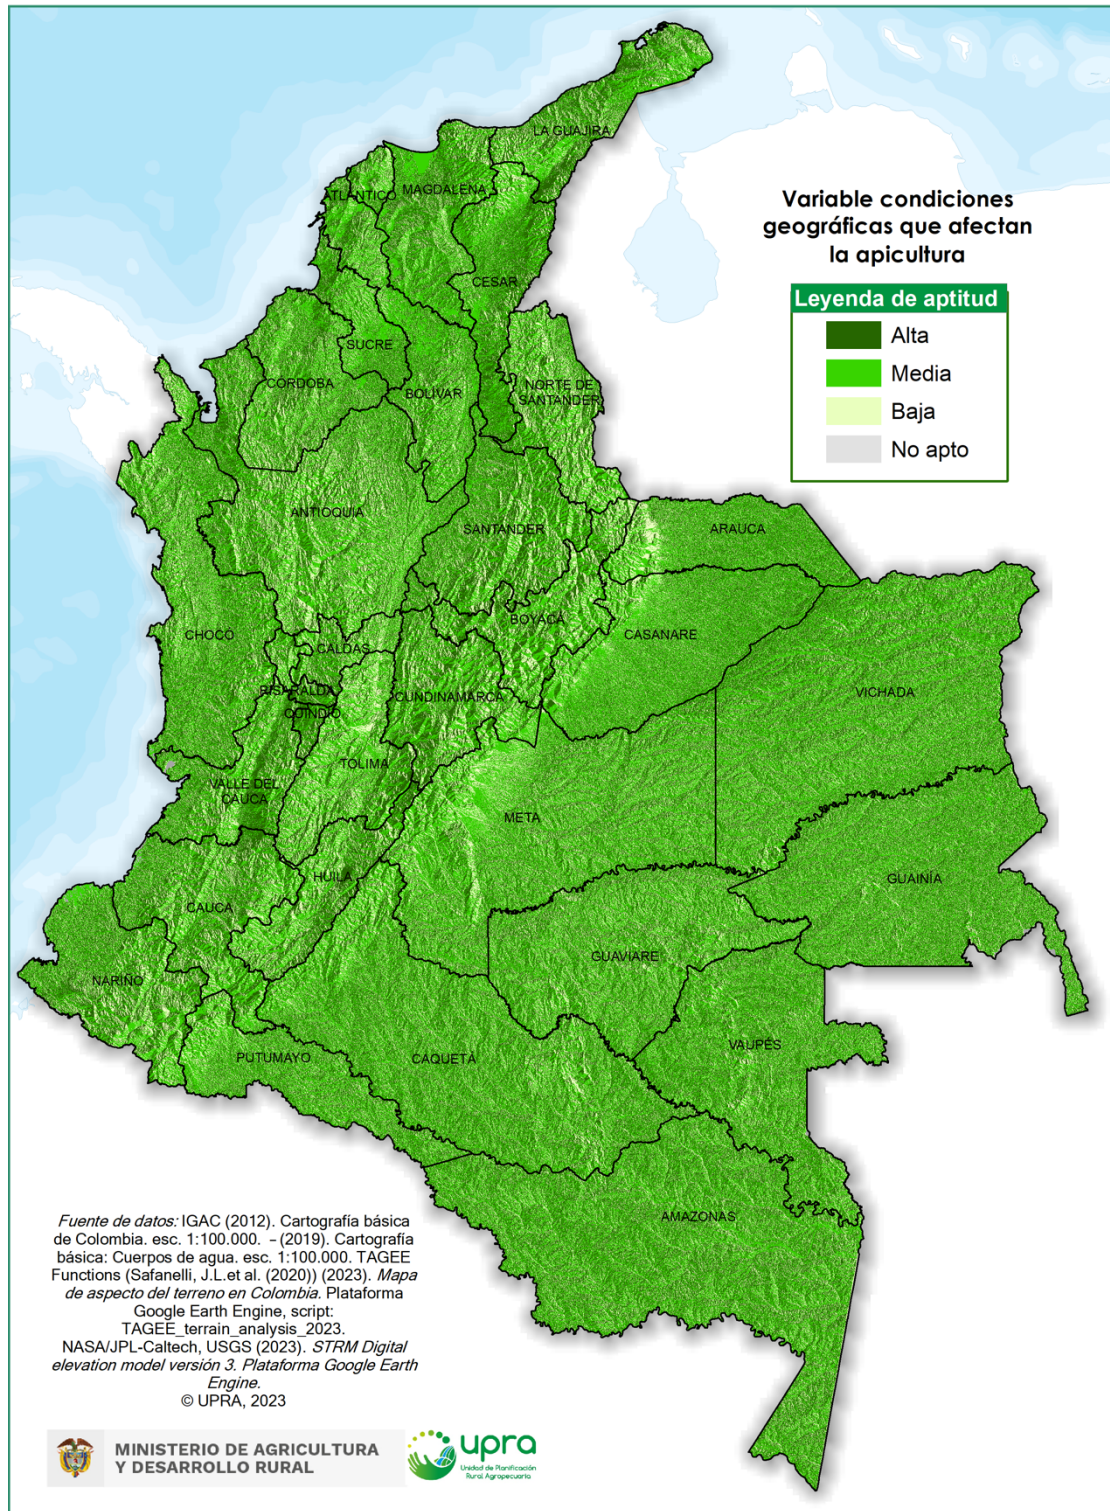 LA GUAJIRA
ATLÁNTICO
MAGDALENA
Variable condiciones
geográficas que afectan
la apicultura
Leyenda de aptitud
Alta
Media
Baja
No apto
CESAR
SUCRE
CÓRDOBA
BOLÍVAR
NORTE DE
SANTANDER
ANTIOQUIA
SANTANDER
ARAUCA
BOYACÁ
CHOCÓ
CALDAS
CASANARE
RISARALDA
CUNDINAMARCA
VICHADA
QUINDÍO
TOLIMA
VALLE DEL
CAUCA
META
HUILA
GUAINÍA
CAUCA
GUAVIARE
NARIÑO
VAUPÉS
PUTUMAYO
CAQUETÁ
AMAZONAS
Fuente de datos: IGAC (2012). Cartografía básica
de Colombia. esc. 1:100.000. - (2019). Cartografía
básica: Cuerpos de agua. esc. 1:100.000. TAGEE
Functions (Safanelli, J.L.et al. (2020)) (2023). Mapa
de aspecto del terreno en Colombia. Plataforma
Google Earth Engine, script:
TAGEE_terrain_analysis_2023.
NASA/JPL-Caltech, USGS (2023). STRM Digital
elevation model versión 3. Plataforma Google Earth
Engine.
© UPRA, 2023
MINISTERIO DE AGRICULTURA
Y DESARROLLO RURAL
upra
Unidad de Planificación
Rural Agropecuaria